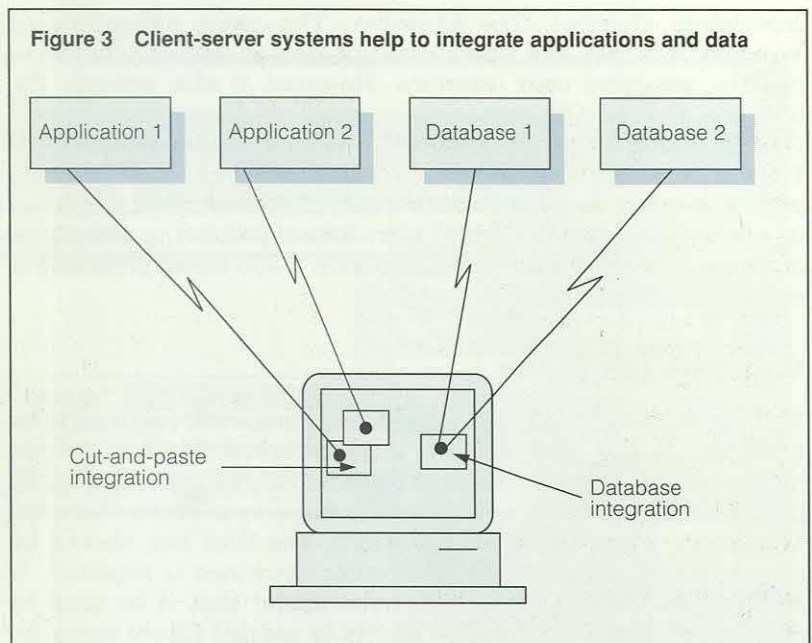 Figure 3 Client-server systems help to integrate applications and data
Application 1
Application 2
Database 1
Database 2
Cut-and-paste
integration
Database
integration